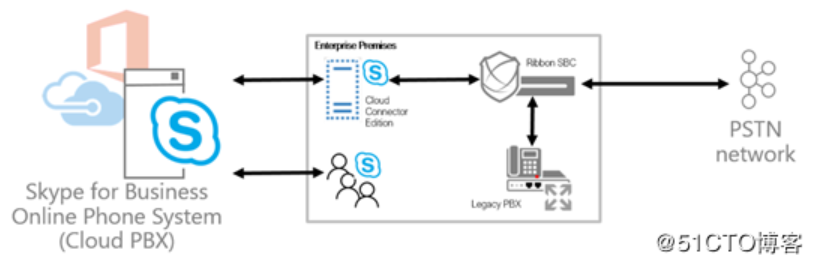 Enterprise Premises
Ribbon SBC
Cloud
Connector
Edition
PSTN
network
Skype for Business
Online Phone System
(Cloud PBX)
Legacy PBX
@51CTO博客